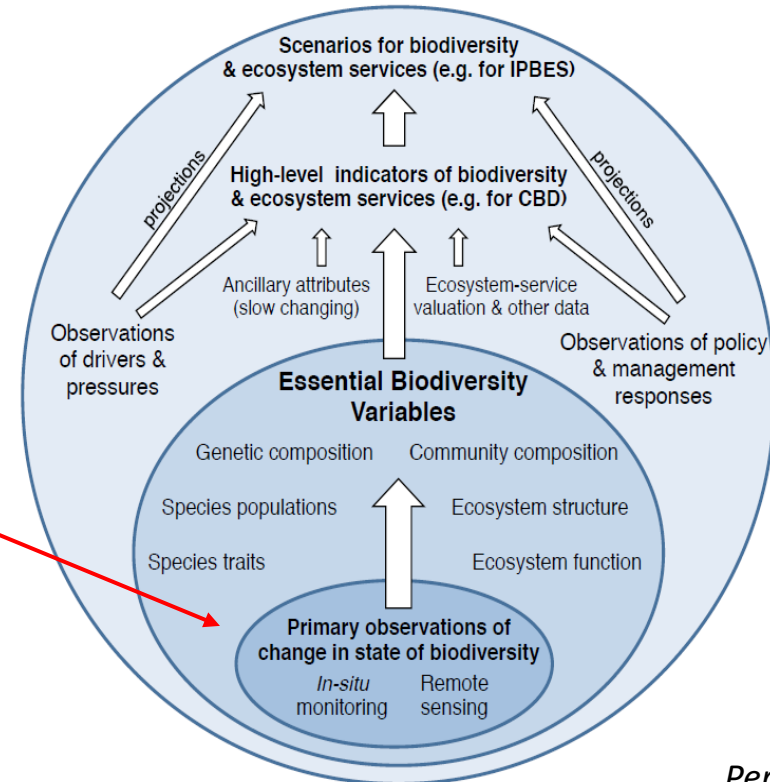 Scenarios for biodiversity
& ecosystem services (e.g. for IPBES)
projections
projections
High-level indicators of biodiversity
& ecosystem services (e.g. for CBD)
Ancillary attributes
(slow changing)
Ecosystem-service
valuation & other data
Observations
of drivers &
pressures
Observations of policy
& management
responses
Essential Biodiversity
Variables
Genetic composition
Community composition
Species populations
Ecosystem structure
Species traits
Ecosystem function
Primary observations of
change in state of biodiversity
In-situ
monitoring
Remote
sensing